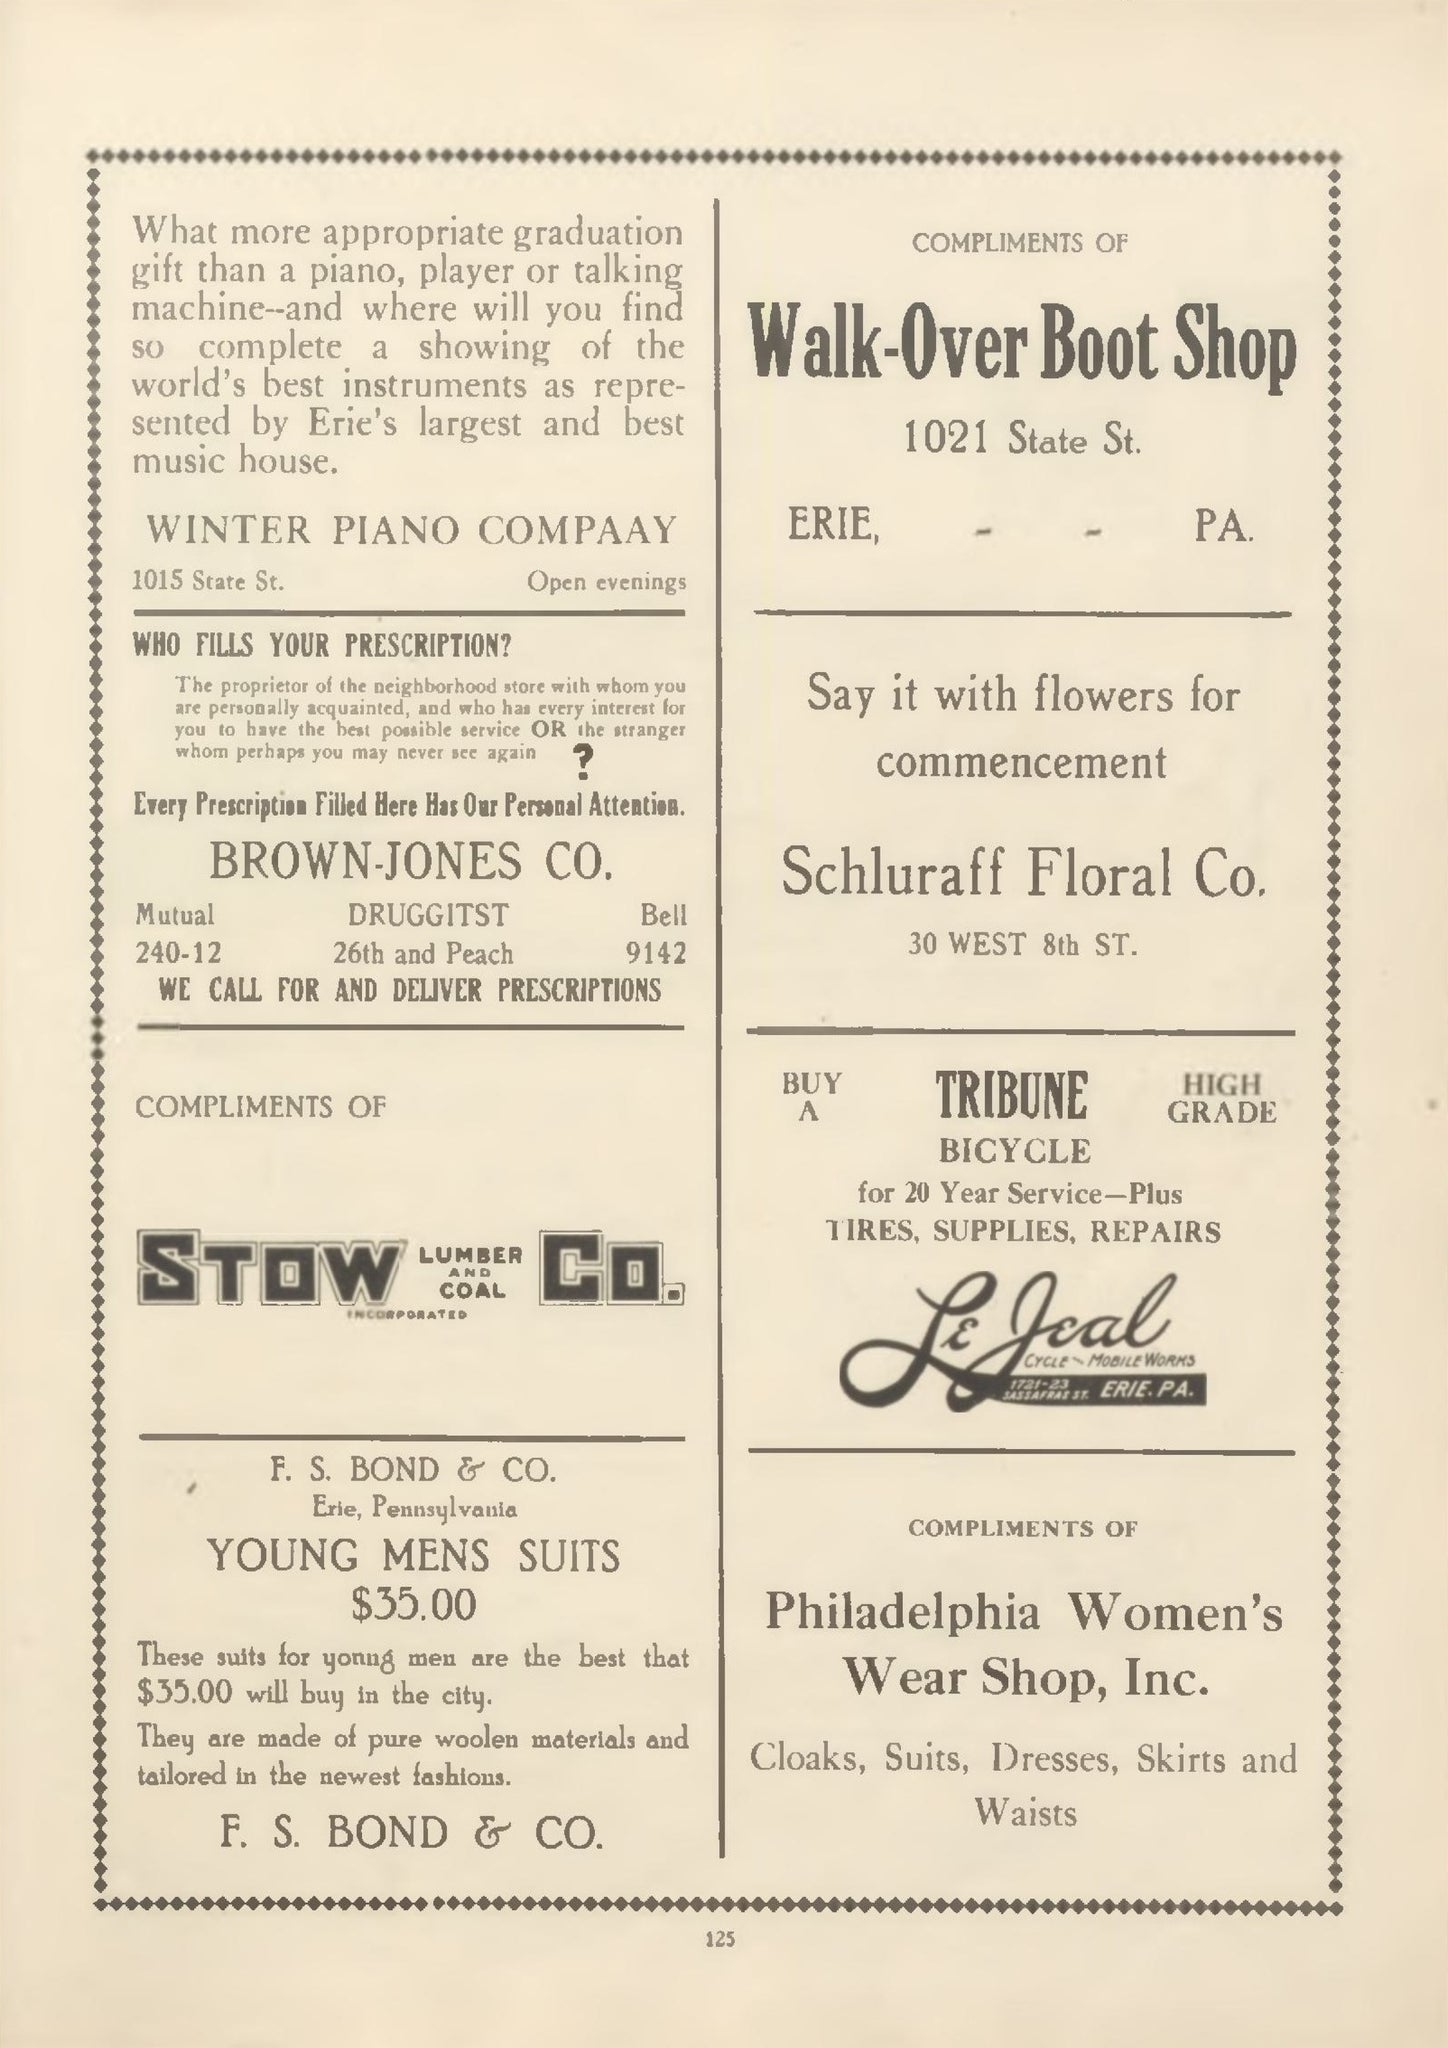 What more appropriate graduation
gift than a piano, player or talking
machine--and where will you find
so complete a showing of the
world's best instruments as repre-
sented by Erie's largest and best
music house.
WINTER PIANO COMPAAY
1015 State St. Open evenings
WHO FILLS YOUR PRESCRIPTION?
The proprietor of the neighborhood store with whom you
are personally acquainted, and who has every interest for
you to have the best possible service OR the stranger
whom perhaps you may never see again ?
Every Prescription Filled Here Has Our Personal Attention.
BROWN-JONES CO.
Mutual DRUGGITST Bell
240-12 26th and Peach 9142
WE CALL FOR AND DELIVER PRESCRIPTIONS
COMPLIMENTS OF
STOW LUMBER AND COAL CO.
INCORPORATED
F. S. BOND & CO.
Erie, Pennsylvania
YOUNG MENS SUITS
$35.00
These suits for yonng men are the best that
$35.00 will buy in the city.
They are made of pure woolen materials and
tailored in the newest fashions.
F. S. BOND & CO.
COMPLIMENTS OF
Walk-Over Boot Shop
1021 State St.
ERIE, - - PA.
Say it with flowers for
commencement
Schluraff Floral Co.
30 WEST 8th ST.
BUY A TRIBUNE HIGH GRADE
BICYCLE
for 20 Year Service—Plus
TIRES, SUPPLIES, REPAIRS
Le Jeal
CYCLE ~ MOBILE WORKS
1721-23 SASSAFRAS ST. ERIE. PA.
COMPLIMENTS OF
Philadelphia Women's
Wear Shop, Inc.
Cloaks, Suits, Dresses, Skirts and
Waists
125